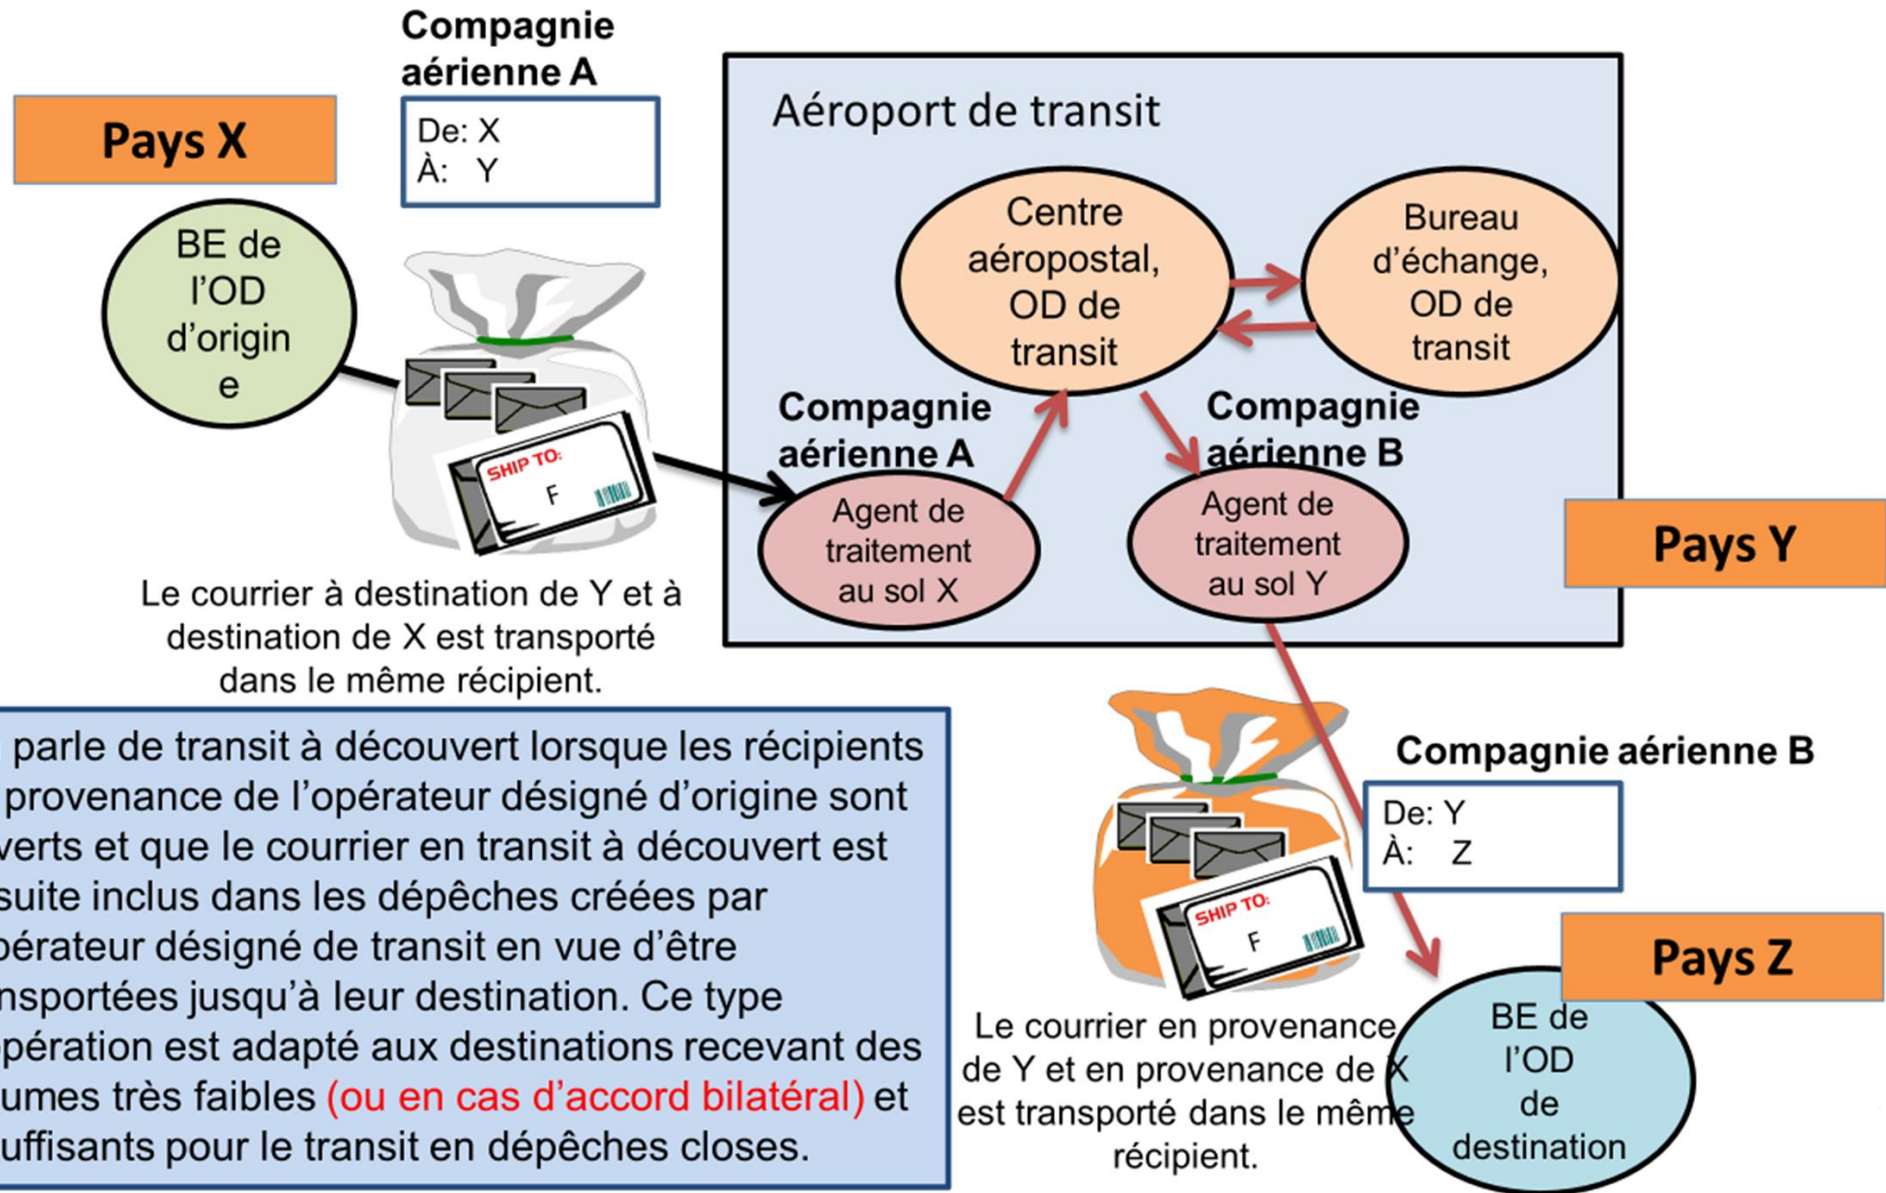 Compagnie
aérienne A
Pays X
De: X
À: Y
Aéroport de transit
BE de
l'OD
d'origin
e
Centre
aéropostal,
OD de
transit
Bureau
d'échange,
OD de
transit
SHIP TO:
F
Compagnie
aérienne A
Compagnie
aérienne B
Agent de
traitement
au sol X
Agent de
traitement
au sol Y
Pays Y
Le courrier à destination de Y et à
destination de X est transporté
dans le même récipient.
parle de transit à découvert lorsque les récipients
provenance de l'opérateur désigné d'origine sont
verts et que le courrier en transit à découvert est
suite inclus dans les dépêches créées par
pérateur désigné de transit en vue d'être
nsportées jusqu'à leur destination. Ce type
opération est adapté aux destinations recevant des
umes très faibles (ou en cas d'accord bilatéral) et
uffisants pour le transit en dépêches closes.
Compagnie aérienne B
De: Y
À: Z
SHIP TO:
F
Pays Z
Le courrier en provenance
de Y et en provenance de X
est transporté dans le même
récipient.
BE de
l'OD
de
destination